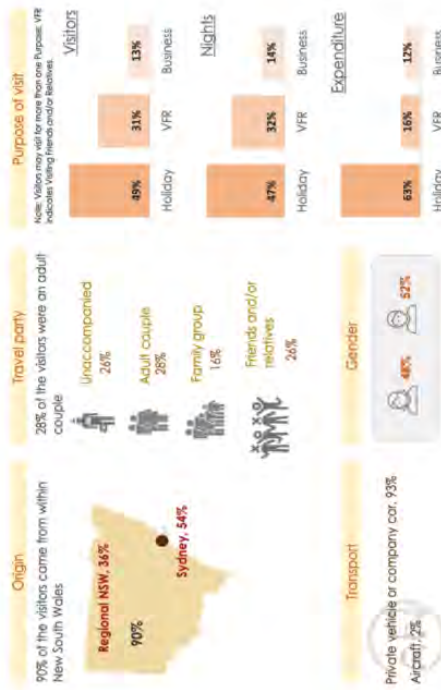 Origin
90% of the visitors came from within
New South Wales
Regional NSW, 36%
90%
Sydney, 54%
Travel party
28% of the visitors were an adult
couple
Unaccompanied
26%
Adult couple
28%
Family group
16%
Friends and/or
relatives
26%
Purpose of visit
Note: Visitors may visit for more than one Purpose; VFR
indicates Visiting Friends and/or Relatives.
Visitors
49%
31%
13%
Holiday
VFR
Business
Nights
47%
32%
14%
Holiday
VFR
Business
Expenditure
63%
16%
12%
Holiday
VFR
Business
Transport
Private vehicle or company car, 93%
Aircraft, 2%
Gender
48%
52%